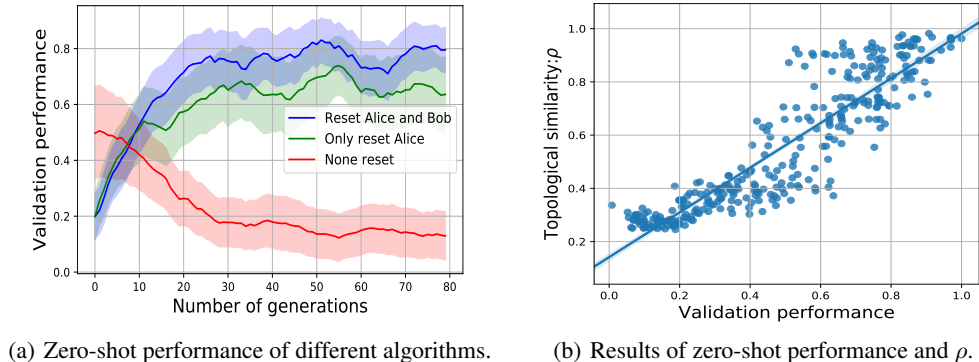 Validation performance
0.8
0.6
0.4
0.2
0.0
0 10 20 30 40 50 60 70 80
Number of generations
Reset Alice and Bob
Only reset Alice
None reset
(a) Zero-shot performance of different algorithms.
Topological similarity:ρ
1.0
0.8
0.6
0.4
0.2
0.0 0.2 0.4 0.6 0.8 1.0
Validation performance
(b) Results of zero-shot performance and ρ.